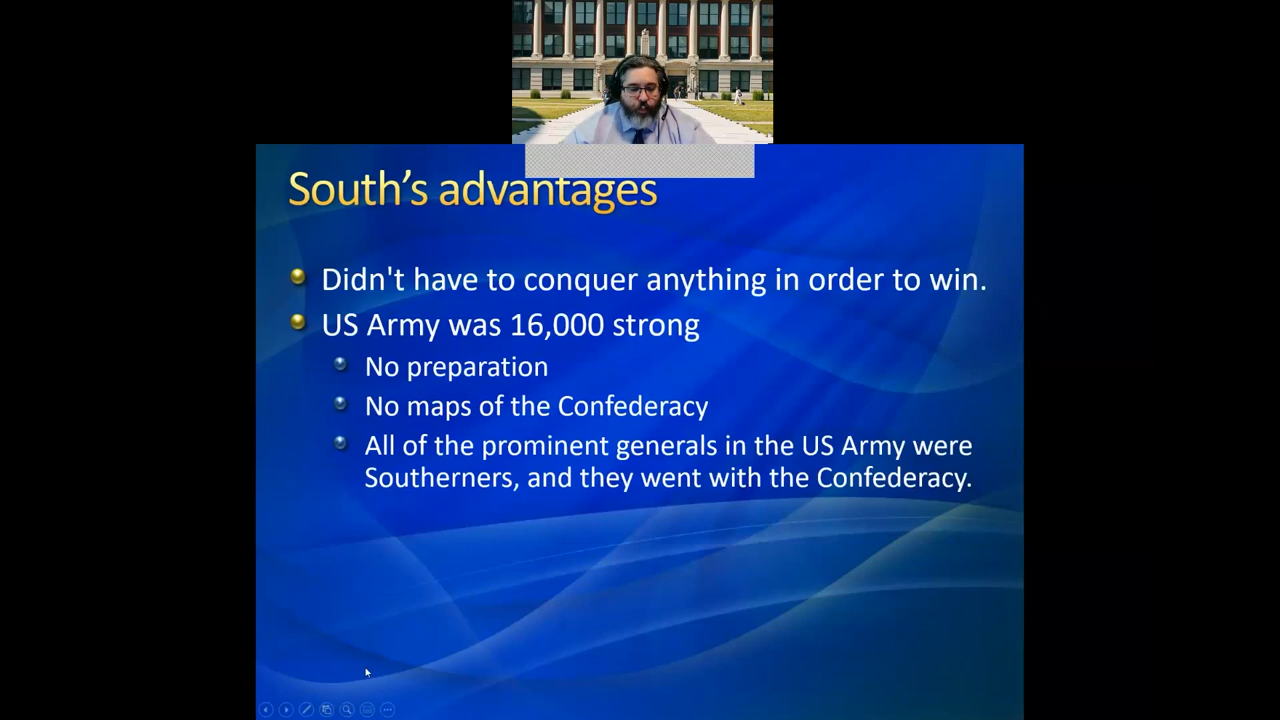 South's advantages
Didn't have to conquer anything in order to win.
US Army was 16,000 strong
No preparation
No maps of the Confederacy
All of the prominent generals in the US Army were
Southerners, and they went with the Confederacy.